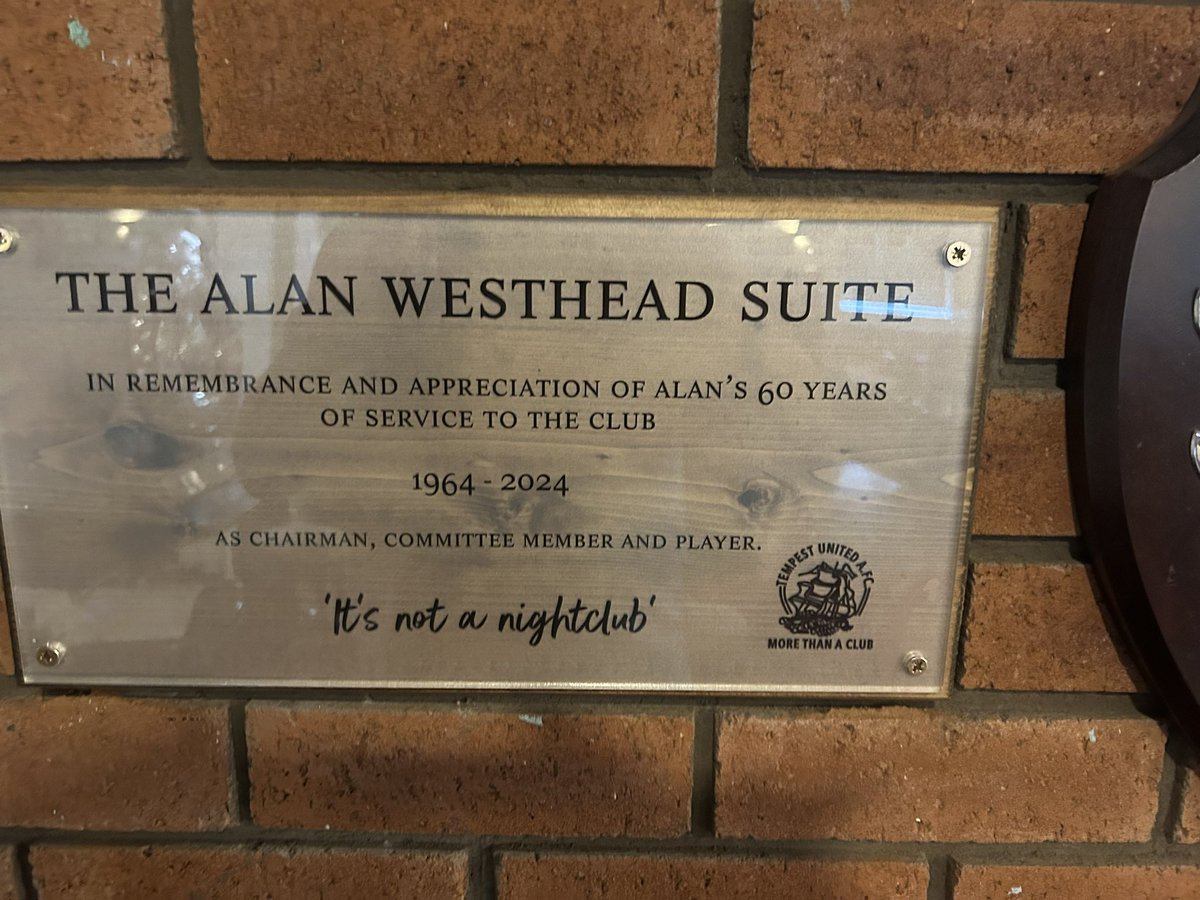 THE ALAN WESTHEAD SUITE
IN REMEMBRANCE AND APPRECIATION OF ALAN'S 60 YEARS
OF SERVICE TO THE CLUB
1964 - 2024
AS CHAIRMAN, COMMITTEE MEMBER AND PLAYER.
'It's not a nightclub'
TEMPEST UNITED A.F.C
MORE THAN A CLUB